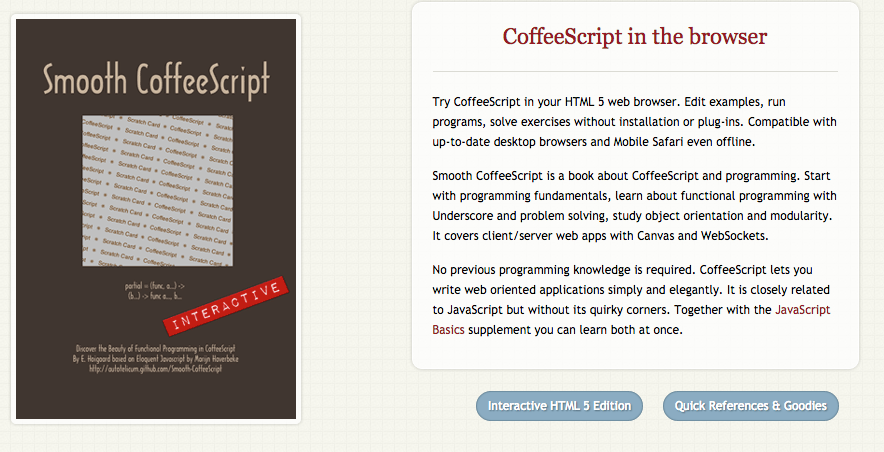 Smooth CoffeeScript
CoffeeScript ★ Scratch Card ★ CoffeeScript ★ Scratch Card
partial = (func, a...) ->
(b...) -> func a..., b...
INTERACTIVE
Discover the Beauty of Functional Programming in CoffeeScript
By E. Hoigaard based on Eloquent Javascript by Marijn Haverbeke
http://autotelicum.github.com/Smooth-CoffeeScript
CoffeeScript in the browser
Try CoffeeScript in your HTML 5 web browser. Edit examples, run
programs, solve exercises without installation or plug-ins. Compatible with
up-to-date desktop browsers and Mobile Safari even offline.
Smooth CoffeeScript is a book about CoffeeScript and programming. Start
with programming fundamentals, learn about functional programming with
Underscore and problem solving, study object orientation and modularity.
It covers client/server web apps with Canvas and WebSockets.
No previous programming knowledge is required. CoffeeScript lets you
write web oriented applications simply and elegantly. It is closely related
to JavaScript but without its quirky corners. Together with the JavaScript
Basics supplement you can learn both at once.
Interactive HTML 5 Edition
Quick References & Goodies